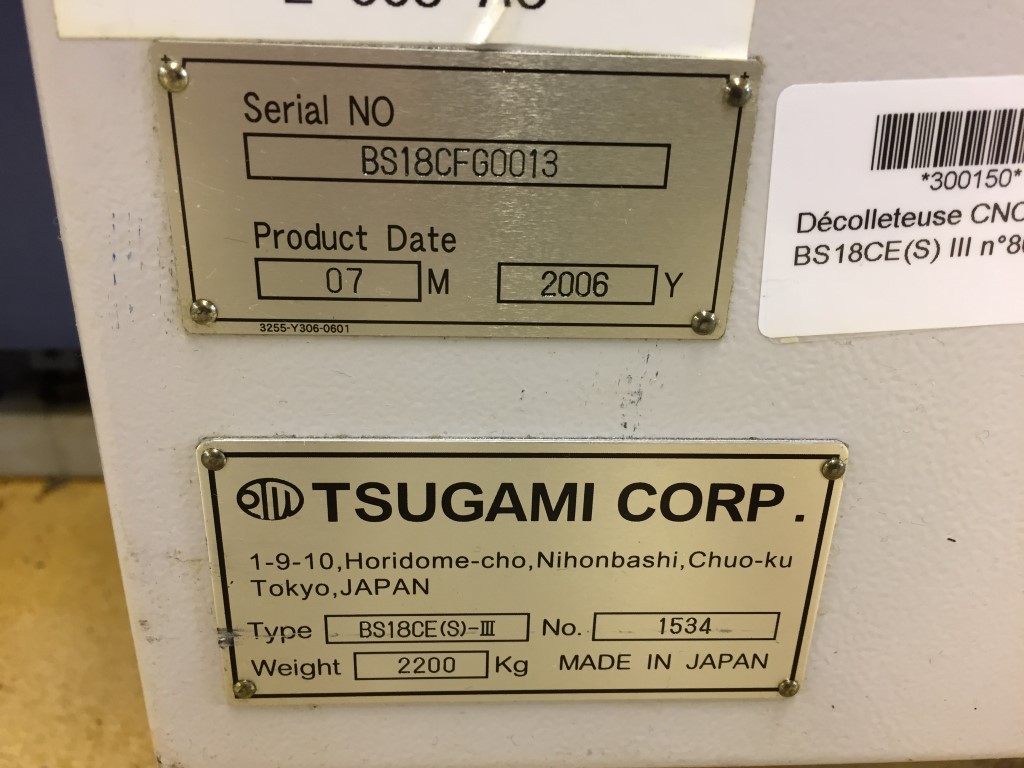 Serial NO
BS18CFG0013
Product Date
07 M 2006 Y
3255-Y306-0601
*300150*
Décolleteuse CNC
BS18CE(S) III
TSUGAMI CORP.
1-9-10,Horidome-cho,Nihonbashi,Chuo-ku
Tokyo,JAPAN
Type BS18CE(S)-III No. 1534
Weight 2200 Kg MADE IN JAPAN